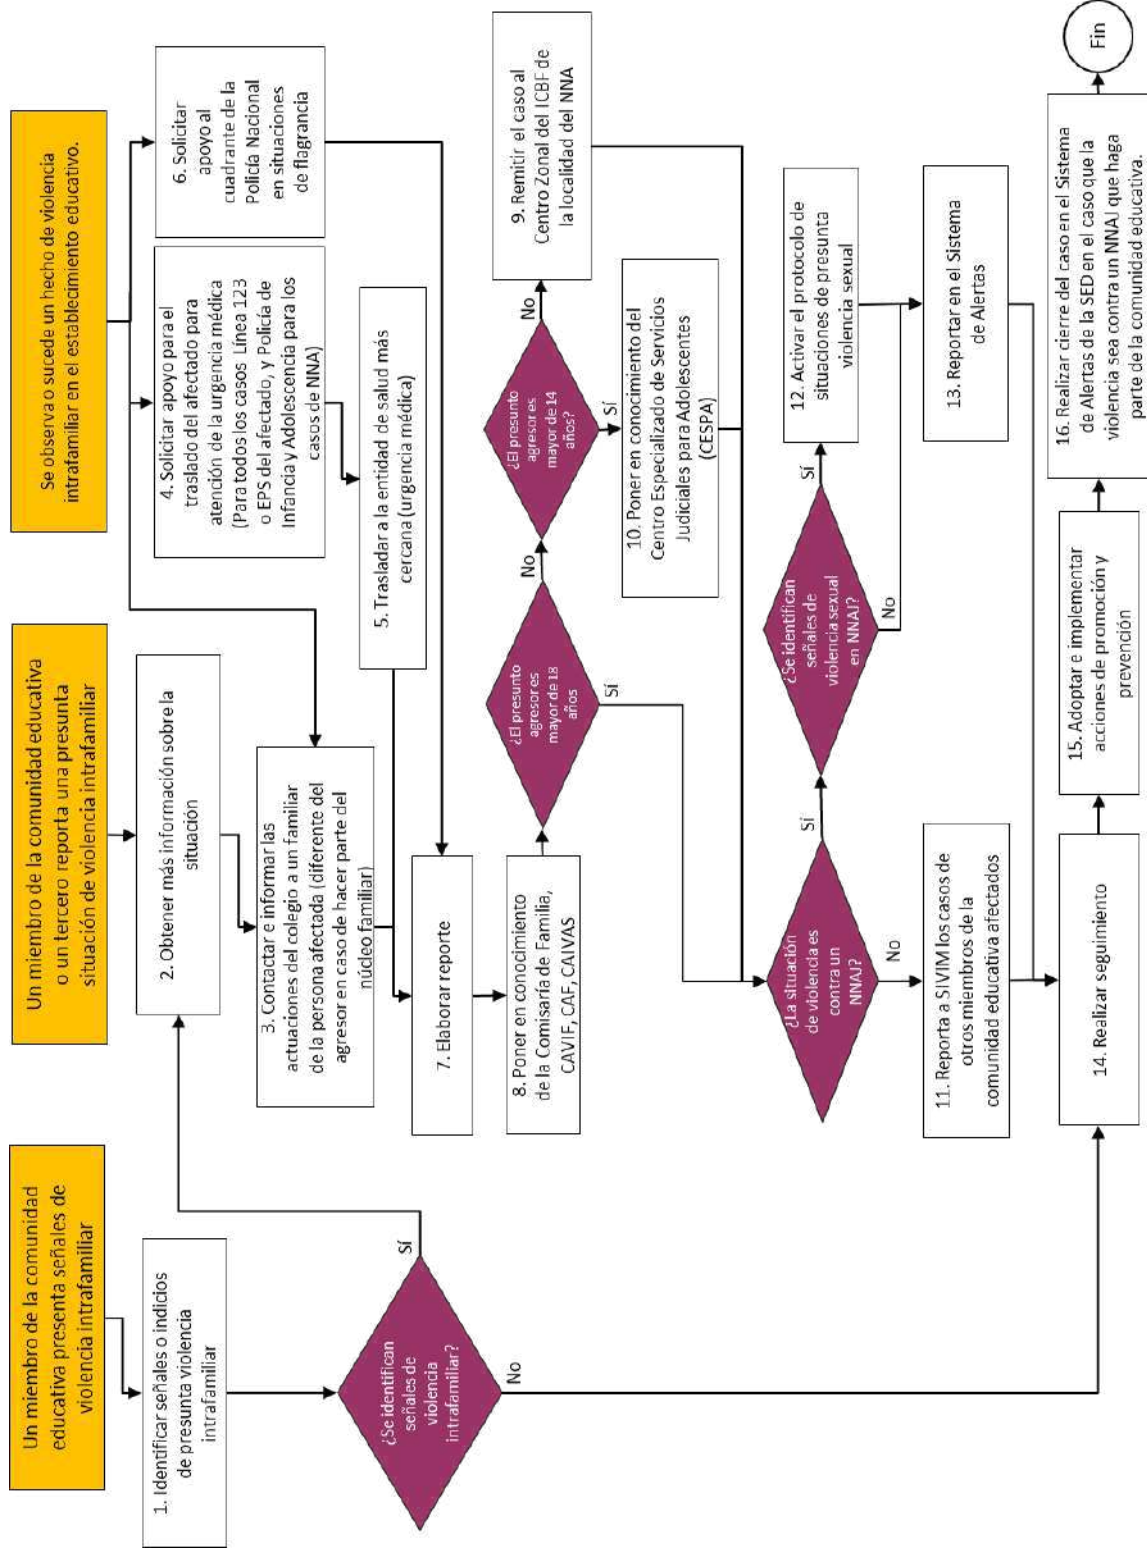 Un miembro de la comunidad
educativa presenta señales de
violencia intrafamiliar
Un miembro de la comunidad educativa
o un tercero reporta una presunta
situación de violencia intrafamiliar
Se observa o sucede un hecho de violencia
intrafamiliar en el establecimiento educativo.
1. Identificar señales o indicios
de presunta violencia
intrafamiliar
2. Obtener más información sobre la
situación
3. Contactar e informar las
actuaciones del colegio a un familiar
de la persona afectada (diferente del
agresor en caso de hacer parte del
núcleo familiar)
4. Solicitar apoyo para el
traslado del afectado para
atención de la urgencia médica
(Para todos los casos Línea 123
o EPS del afectado, y Policía de
Infancia y Adolescencia para los
casos de NNA)
6. Solicitar
apoyo al
cuadrante de la
Policía Nacional
en situaciones
de flagrancia
5. Trasladar a la entidad de salud más
cercana (urgencia médica)
¿Se identifican
señales de
violencia
intrafamiliar?
Sí
No
7. Elaborar reporte
8. Poner en conocimiento
de la Comisaría de Familia,
CAVIF, CAF, CAIVAS
¿El presunto
agresor es
mayor de 18
años
No
Sí
¿El presunto
agresor es
mayor de 14
años?
No
Sí
9. Remitir el caso al
Centro Zonal del ICBF de
la localidad del NNA
10. Poner en conocimiento del
Centro Especializado de Servicios
Judiciales para Adolescentes
(CESPA)
¿La situación
de violencia es
contra un
NNAJ?
Sí
No
¿Se identifican
señales de
violencia sexual
en NNAJ?
Sí
No
12. Activar el protocolo de
situaciones de presunta
violencia sexual
11. Reporta a SIVIM los casos de
otros miembros de la
comunidad educativa afectados
13. Reportar en el Sistema
de Alertas
14. Realizar seguimiento
15. Adoptar e implementar
acciones de promoción y
prevención
16. Realizar cierre del caso en el Sistema
de Alertas de la SED en el caso que la
violencia sea contra un NNAJ que haga
parte de la comunidad educativa.
Fin